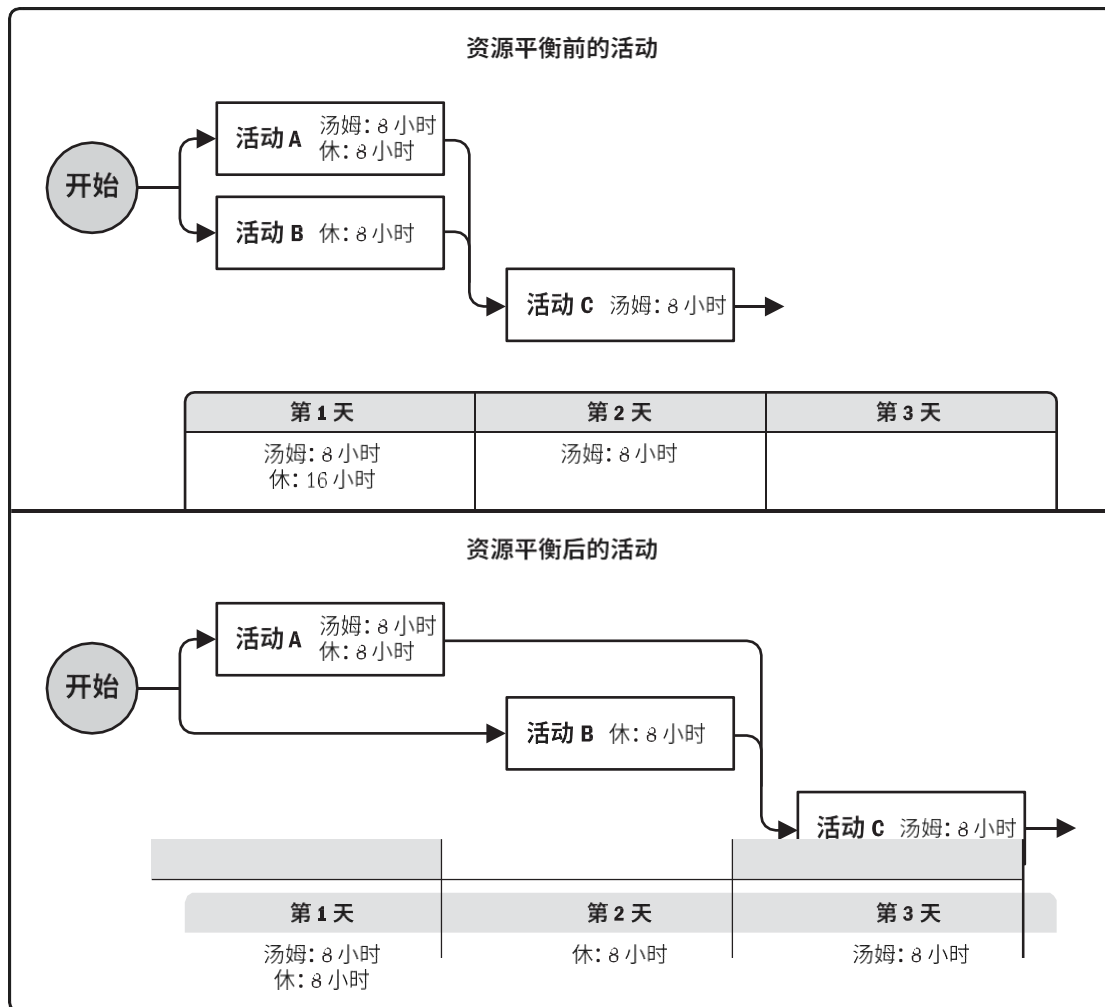 资源平衡前的活动
活动 A 汤姆：8 小时
休：8 小时
开始
活动 B 休：8 小时
活动 C 汤姆：8 小时
第 1 天 第 2 天 第 3 天
汤姆：8 小时 汤姆：8 小时
休：16 小时
资源平衡后的活动
活动 A 汤姆：8 小时
休：8 小时
开始
活动 B 休：8 小时
活动 C 汤姆：8 小时
第 1 天 第 2 天 第 3 天
汤姆：8 小时 休：8 小时 汤姆：8 小时
休：8 小时